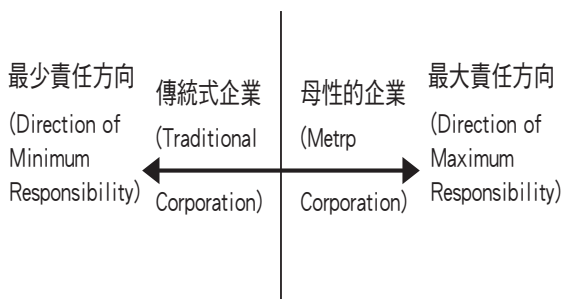 最少責任方向
(Direction of
Minimum
Responsibility)
傳統式企業
(Traditional
Corporation)
母性的企業
(Metrp
Corporation)
最大責任方向
(Direction of
Maximum
Responsibility)